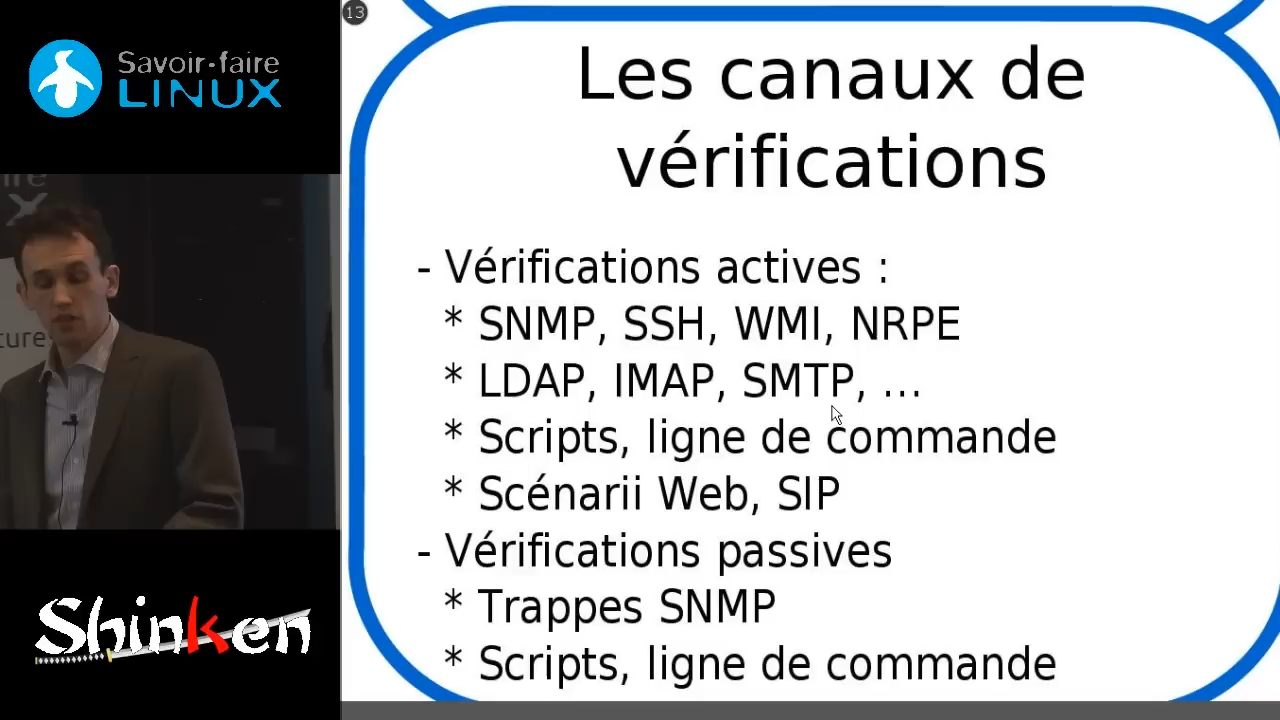 13
Savoir-faire
LINUX
Les canaux de
vérifications
- Vérifications actives :
* SNMP, SSH, WMI, NRPE
* LDAP, IMAP, SMTP, ...
* Scripts, ligne de commande
* Scénarii Web, SIP
- Vérifications passives
* Trappes SNMP
* Scripts, ligne de commande
Shinken